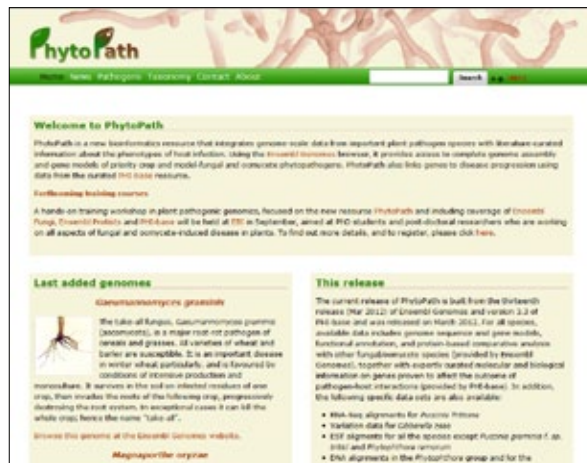 PhytoPath
Home News Pathogens Taxonomy Contact About
Search
Welcome to PhytoPath
PhytoPath is a new bioinformatics resource that integrates genome-scale data from important plant pathogen species with literature-curated
information about the phenotypes of host infection. Using the Ensembl Genomes browser, it provides access to complete genome assembly
and gene models of priority crop and model-fungal and oomycete phytopathogens. PhytoPath also links genes to disease progression using
data from the curated PHI-base resource.
Forthcoming training courses
A hands-on training workshop in plant pathogenic genomes, focused on the new resource PhytoPath and including coverage of Ensembl
Fungi, Ensembl Protists and PHI-base will be held at EBI in September, aimed at PhD students and post-doctoral researchers who are working
on all aspects of fungal and oomycete-induced disease in plants. To find out more details, and to register, please click here.
Last added genomes
Gaeumannomyces graminis
The take-all fungus, Gaeumannomyces graminis
(ascomycota), is a major root-rot pathogen of
cereals and grasses. All varieties of wheat and
barley are susceptible. It is an important disease
in winter wheat particularly, and is favoured by
conditions of intensive production and
monoculture. It survives in the soil on infected residues of one
crop, then invades the roots of the following crop, progressively
destroying the root system. In exceptional cases it can kill the
whole crop; hence the name "take-all".
Browse this genome at the Ensembl Genomes website.
Magnaporthe oryzae
This release
The current release of PhytoPath is built from the thirteenth
release (Mar 2012) of Ensembl Genomes and version 3.3 of
PHI-base and was released on March 2012. For all species,
available data includes genome sequence and gene models,
functional annotation, and protein-based comparative analysis
with other fungal/oomycete species (provided by Ensembl
Genomes), together with expertly curated molecular and biological
information on genes proven to affect the outcome of
pathogen-host interactions (provided by PHI-base). In addition,
the following specific data sets are also available:
RNA-Seq alignments for Puccinia triticina
Variation data for Gibberella zeae
EST alignments for all the species except Puccinia graminis f. sp.
tritici and Phytophthora ramorum
DNA alignments in the Phytophthora group and for the